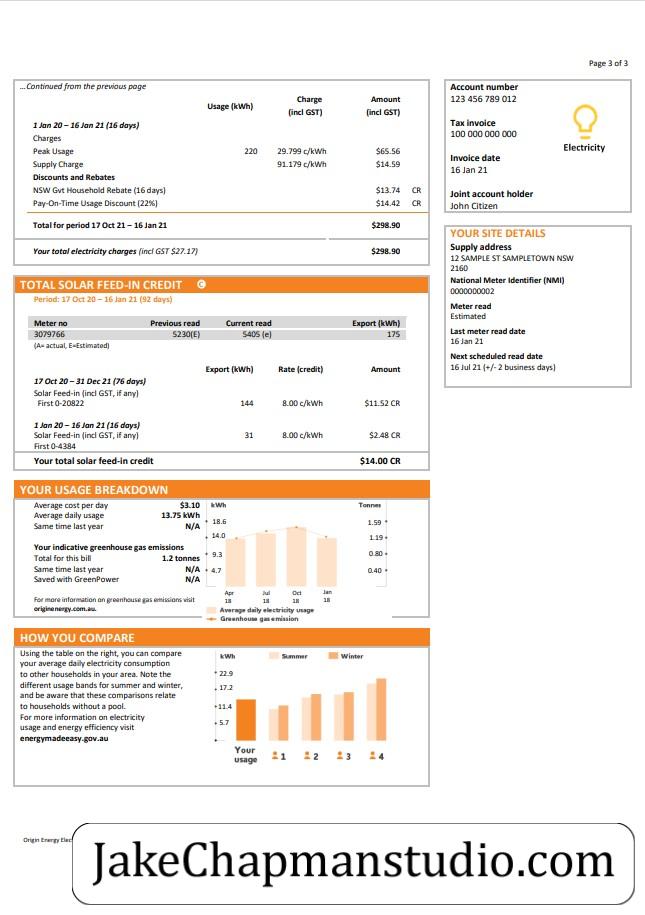 Page 3 of 3
...Continued from the previous page
Usage (kWh) Charge (incl GST) Amount (incl GST)
1 Jan 20 – 16 Jan 21 (16 days)
Charges
Peak Usage 220 29.799 c/kWh $65.56
Supply Charge 91.179 c/kWh $14.59
Discounts and Rebates
NSW Gvt Household Rebate (16 days) $13.74 CR
Pay-On-Time Usage Discount (22%) $14.42 CR
Total for period 17 Oct 21 – 16 Jan 21 $298.90
Your total electricity charges (incl GST $27.17) $298.90
Account number
123 456 789 012
Tax invoice
100 000 000 000
Electricity
Invoice date
16 Jan 21
Joint account holder
John Citizen
YOUR SITE DETAILS
Supply address
12 SAMPLE ST SAMPLETOWN NSW
2160
National Meter Identifier (NMI)
0000000002
Meter read
Estimated
Last meter read date
16 Jan 21
Next scheduled read date
16 Jul 21 (+/- 2 business days)
TOTAL SOLAR FEED-IN CREDIT
Period: 17 Oct 20 – 16 Jan 21 (92 days)
Meter no Previous read Current read Export (kWh)
3079766 5230(E) 5405 (e) 175
(A= actual, E=Estimated)
Export (kWh) Rate (credit) Amount
17 Oct 20 – 31 Dec 21 (76 days)
Solar Feed-in (incl GST, if any)
First 0-20822 144 8.00 c/kWh $11.52 CR
1 Jan 20 – 16 Jan 21 (16 days)
Solar Feed-in (incl GST, if any) 31 8.00 c/kWh $2.48 CR
First 0-4384
Your total solar feed-in credit $14.00 CR
YOUR USAGE BREAKDOWN
Average cost per day $3.10
Average daily usage 13.75 kWh
Same time last year N/A
Your indicative greenhouse gas emissions
Total for this bill 1.2 tonnes
Same time last year N/A
Saved with GreenPower N/A
For more information on greenhouse gas emissions visit
originenergy.com.au.
kWh Tonnes
18.6 1.59
14.0 1.19
9.3 0.80
4.7 0.40
Apr Jul Oct Jan
18 18 18 18
Average daily electricity usage
Greenhouse gas emission
HOW YOU COMPARE
Using the table on the right, you can compare
your average daily electricity consumption
to other households in your area. Note the
different usage bands for summer and winter,
and be aware that these comparisons relate
to households without a pool.
For more information on electricity
usage and energy efficiency visit
energymadeeasy.gov.au
kWh Summer Winter
22.9
17.2
11.4
5.7
Your usage 1 2 3 4
Origin Energy Elec
JakeChapmanstudio.com